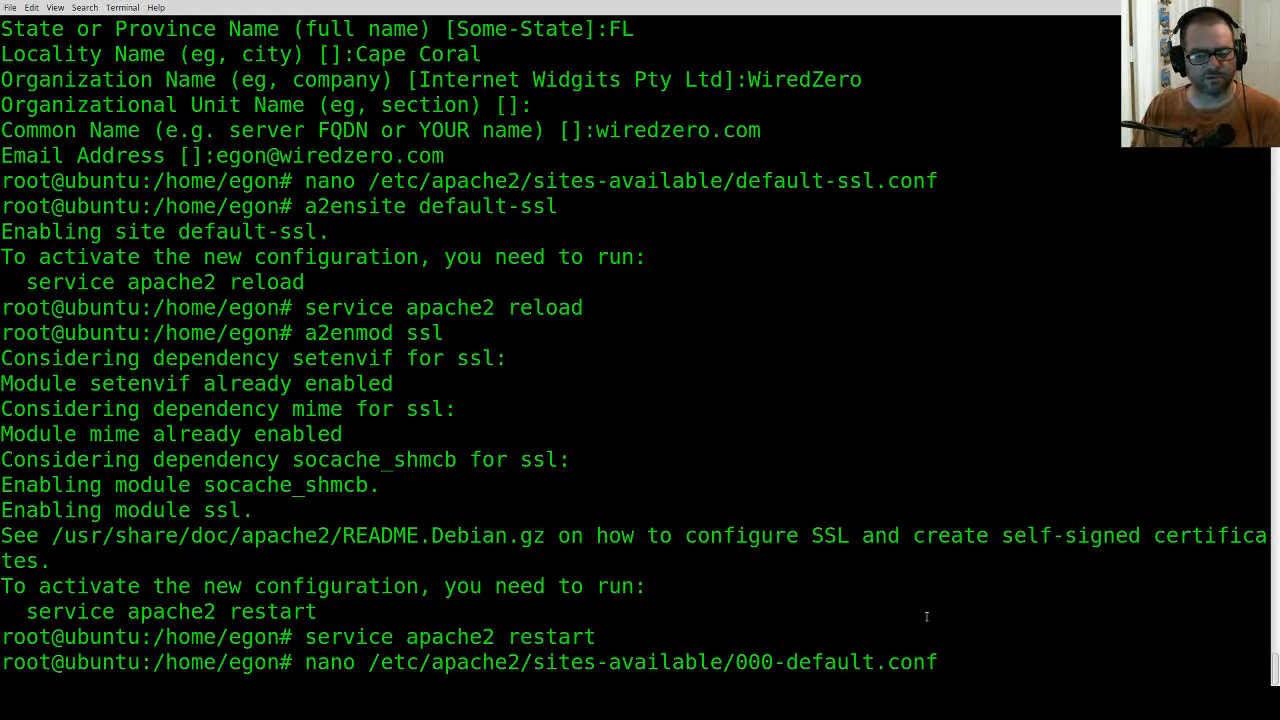 File Edit View Search Terminal Help
State or Province Name (full name) [Some-State]:FL
Locality Name (eg, city) []:Cape Coral
Organization Name (eg, company) [Internet Widgits Pty Ltd]:WiredZero
Organizational Unit Name (eg, section) []:
Common Name (e.g. server FQDN or YOUR name) []:wiredzero.com
Email Address []:egon@wiredzero.com
root@ubuntu:/home/egon# nano /etc/apache2/sites-available/default-ssl.conf
root@ubuntu:/home/egon# a2ensite default-ssl
Enabling site default-ssl.
To activate the new configuration, you need to run:
  service apache2 reload
root@ubuntu:/home/egon# service apache2 reload
root@ubuntu:/home/egon# a2enmod ssl
Considering dependency setenvif for ssl:
Module setenvif already enabled
Considering dependency mime for ssl:
Module mime already enabled
Considering dependency socache_shmcb for ssl:
Enabling module socache_shmcb.
Enabling module ssl.
See /usr/share/doc/apache2/README.Debian.gz on how to configure SSL and create self-signed certifica
tes.
To activate the new configuration, you need to run:
  service apache2 restart
root@ubuntu:/home/egon# service apache2 restart
root@ubuntu:/home/egon# nano /etc/apache2/sites-available/000-default.conf